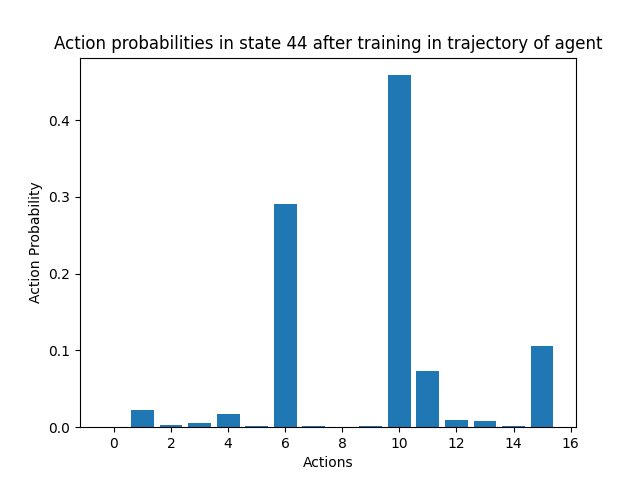 Action probabilities in state 44 after training in trajectory of agent
Action Probability
0.4
0.3
0.2
0.1
0.0
0 2 4 6 8 10 12 14 16
Actions